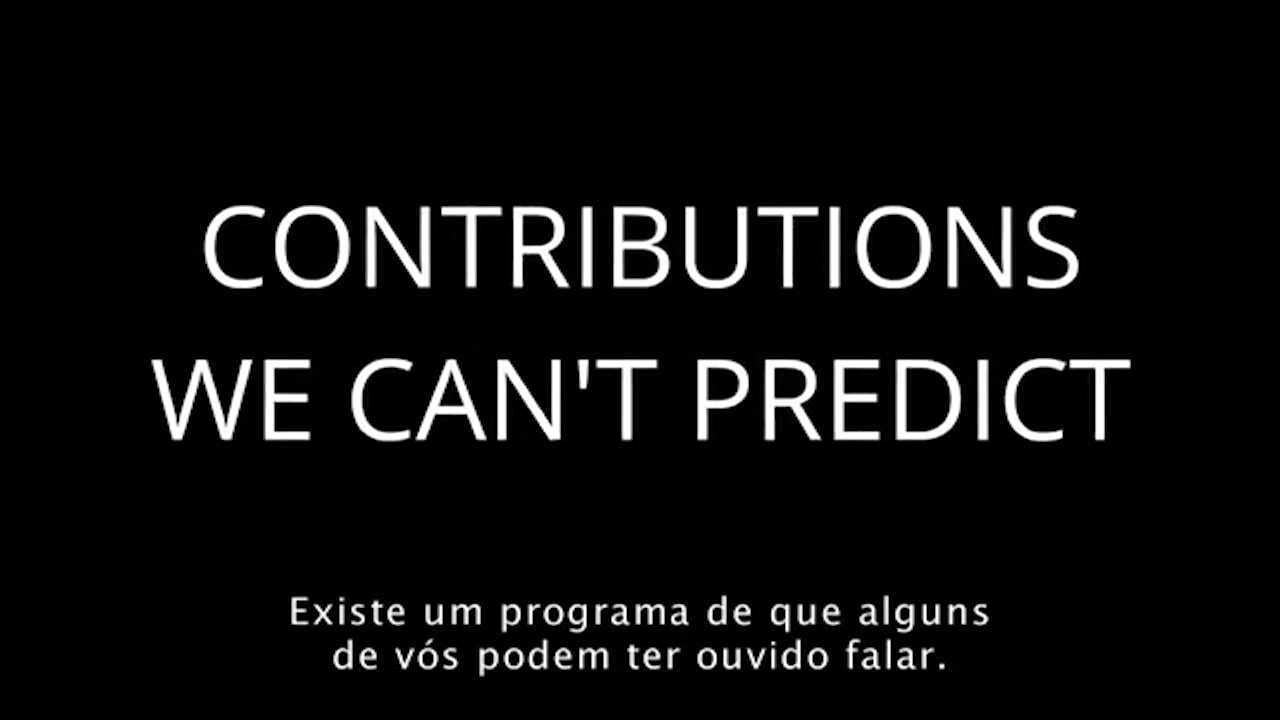 CONTRIBUTIONS
WE CAN'T PREDICT
Existe um programa de que alguns
de vós podem ter ouvido falar.